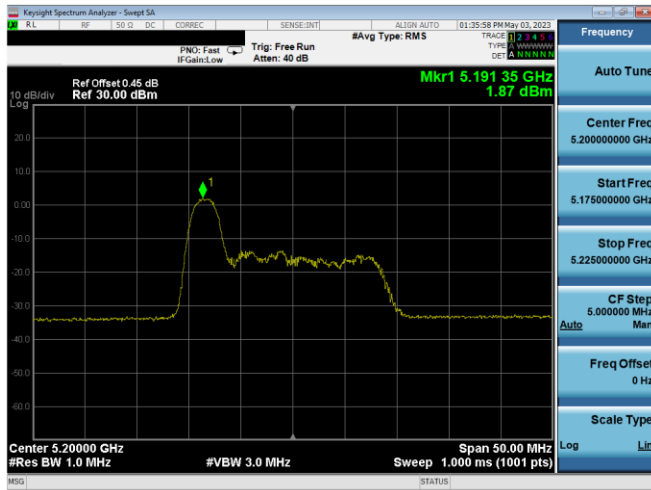 Keysight Spectrum Analyzer - Swept SA
RL RF 50 Ω DC CORREC SENSE:INT ALIGN AUTO 01:35:58 PM May 03, 2023
#Avg Type: RMS
TRACE 1 2 3 4 5 6
PNO: Fast Trig: Free Run
TYPE A WWWWW
IFGain:Low Atten: 40 dB
DET A N N N N N
Mkr1 5.191 35 GHz
1.87 dBm
Ref Offset 0.45 dB
10 dB/div Ref 30.00 dBm
Log
20.0
10.0
0.00
-10.0
-20.0
-30.0
-40.0
-50.0
-60.0
1
Center 5.20000 GHz Span 50.00 MHz
#Res BW 1.0 MHz #VBW 3.0 MHz Sweep 1.000 ms (1001 pts)
MSG STATUS
Frequency
Auto Tune
Center Freq
5.200000000 GHz
Start Freq
5.175000000 GHz
Stop Freq
5.225000000 GHz
CF Step
5.000000 MHz
Auto Man
Freq Offset
0 Hz
Scale Type
Log Lin